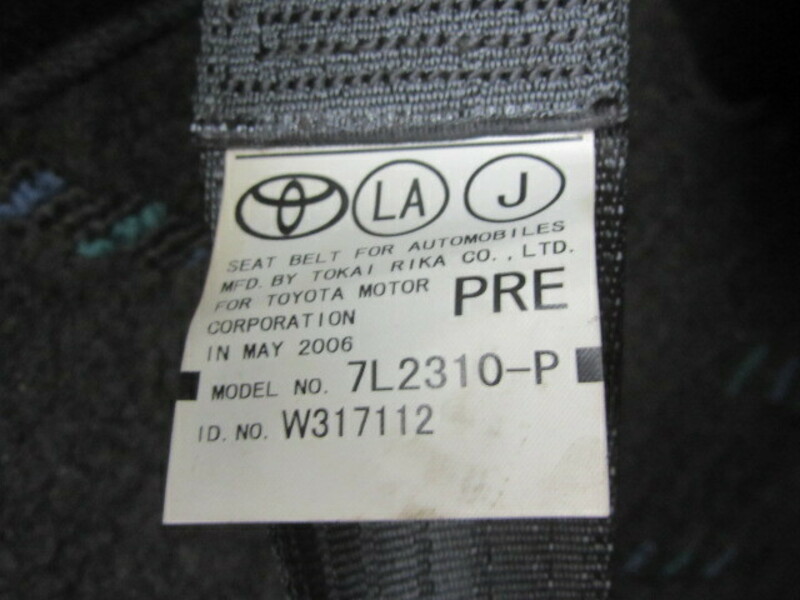 LA J
SEAT BELT FOR AUTOMOBILES
MFD. BY TOKAI RIKA CO., LTD.
FOR TOYOTA MOTOR PRE
CORPORATION
IN MAY 2006
MODEL NO. 7L2310-P
ID. NO. W317112